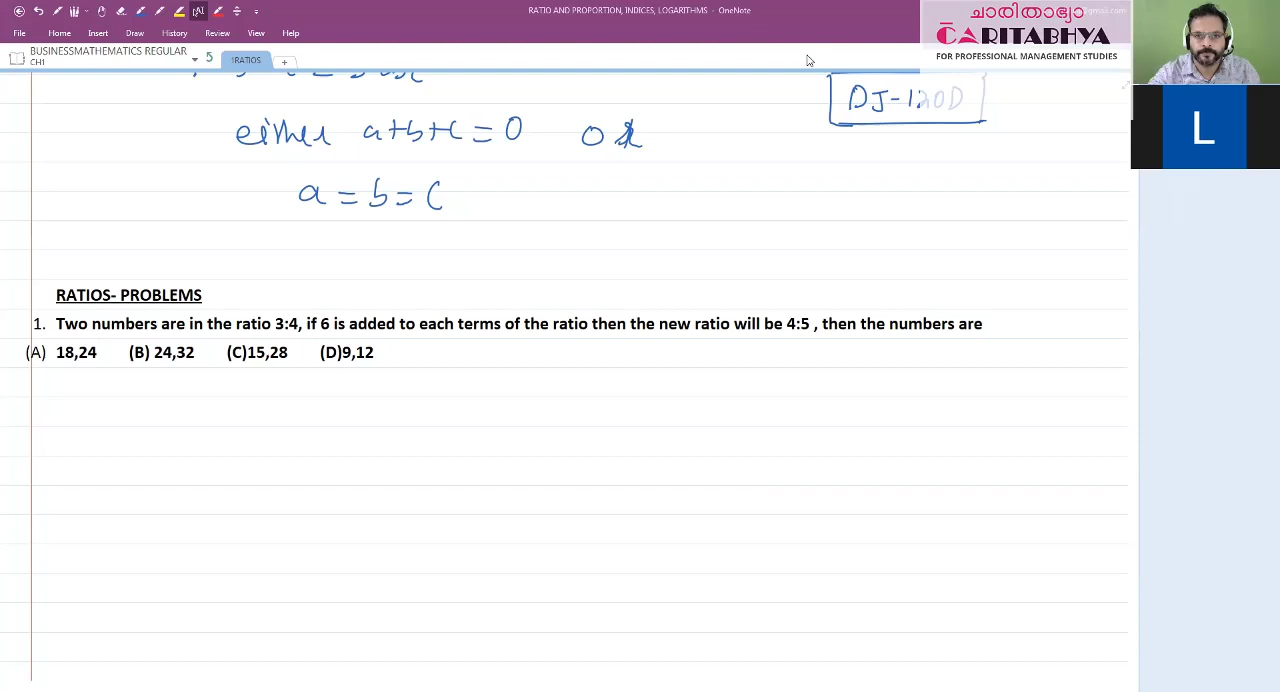 RATIO AND PROPORTION, INDICES, LOGARITHMS - OneNote
ചാരിതാഭ്യാ
CARITABHYA
FOR PROFESSIONAL MANAGEMENT STUDIES
File Home Insert Draw History Review View Help
BUSINESSMATHEMATICS REGULAR
CH1
5
1RATIOS
DJ-120D
either a+b+c = 0 or
a = b = c
L
RATIOS- PROBLEMS
1. Two numbers are in the ratio 3:4, if 6 is added to each terms of the ratio then the new ratio will be 4:5 , then the numbers are
(A) 18,24 (B) 24,32 (C)15,28 (D)9,12